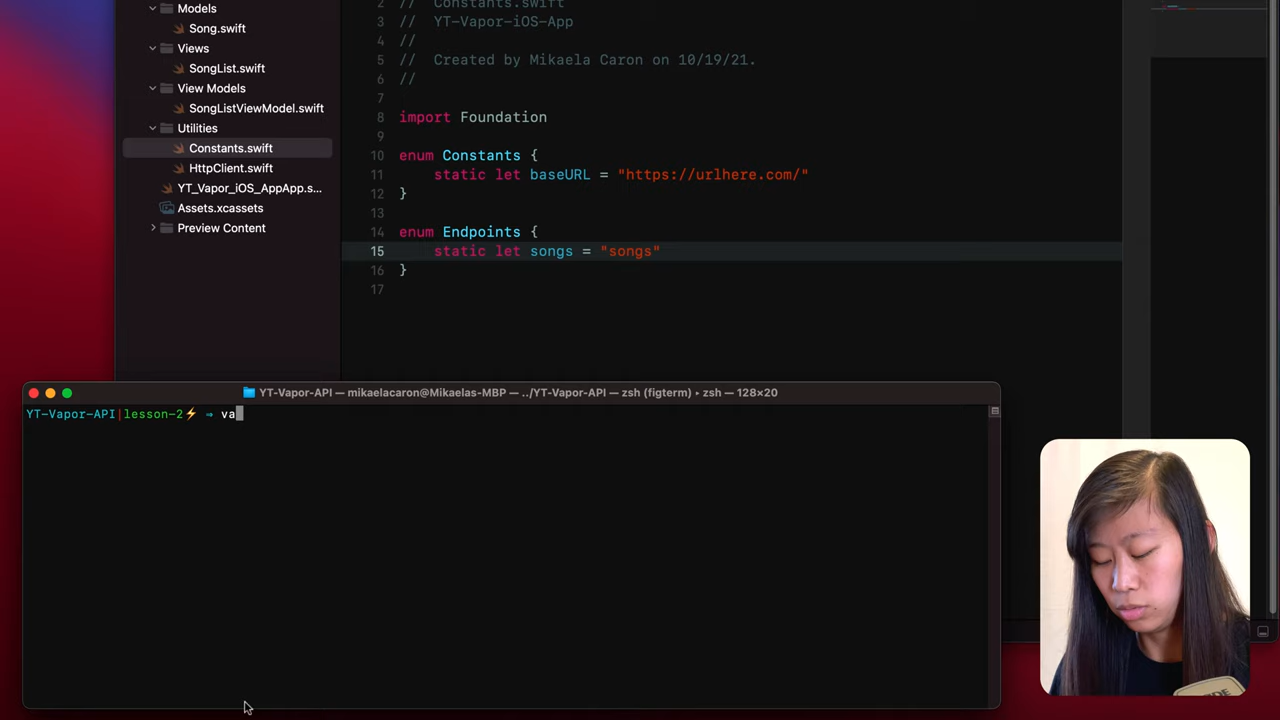 Models
Song.swift
Views
SongList.swift
View Models
SongListViewModel.swift
Utilities
Constants.swift
HttpClient.swift
YT_Vapor_iOS_AppApp.s...
Assets.xcassets
Preview Content
2 // Constants.swift
3 // YT-Vapor-iOS-App
4 //
5 // Created by Mikaela Caron on 10/19/21.
6 //
7
8 import Foundation
9
10 enum Constants {
11 static let baseURL = "https://urlhere.com/"
12 }
13
14 enum Endpoints {
15 static let songs = "songs"
16 }
17
YT-Vapor-API — mikaelacaron@Mikaelas-MBP — ../YT-Vapor-API — zsh (figterm) ▸ zsh — 128×20
YT-Vapor-API|lesson-2⚡ ⇒ va